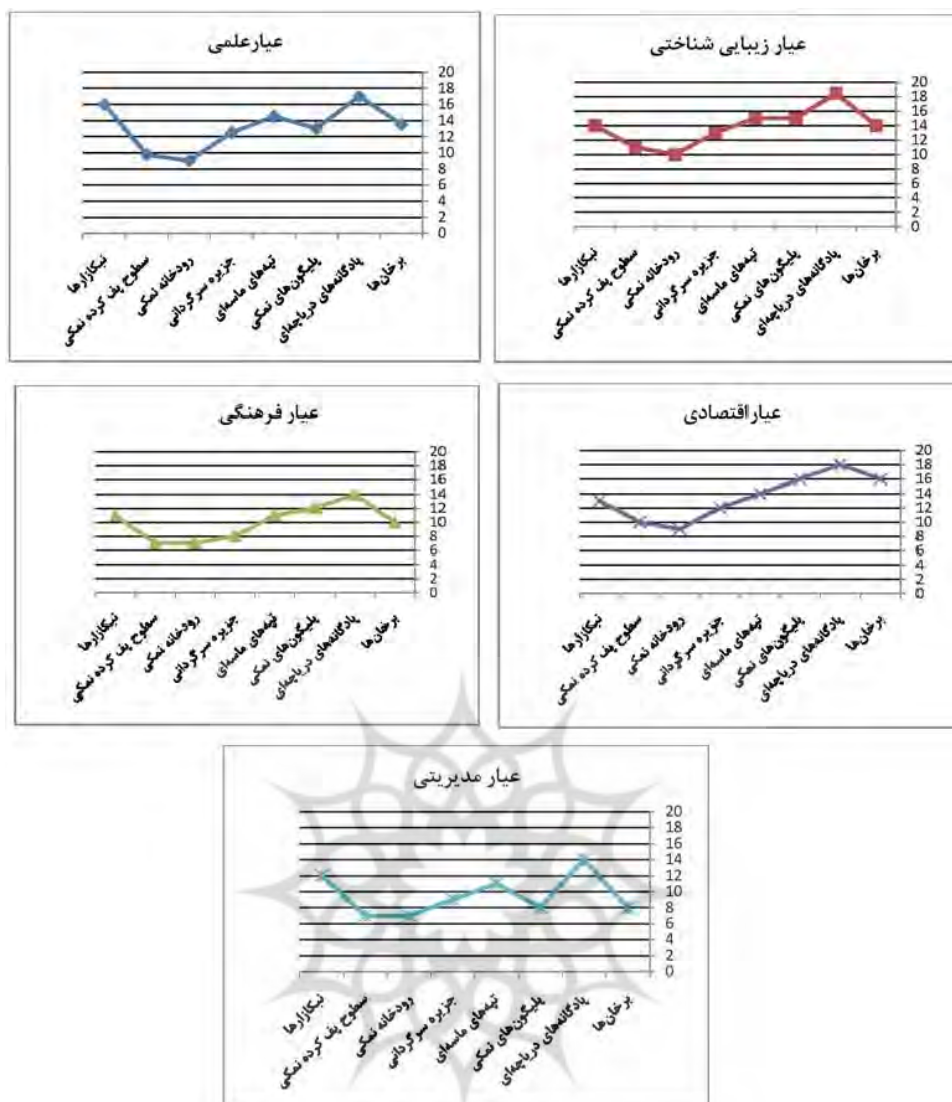 عیار زیبایی شناختی
20
18
16
14
12
10
8
6
4
2
0
برخان‌ها
پادگانه‌های دریاچه‌ای
پلیگون‌های نمکی
تپه‌های ماسه‌ای
جزیره سرگردانی
رودخانه نمکی
سطوح پف کرده نمکی
نبکازارها
عیارعلمی
20
18
16
14
12
10
8
6
4
2
0
برخان‌ها
پادگانه‌های دریاچه‌ای
پلیگون‌های نمکی
تپه‌های ماسه‌ای
جزیره سرگردانی
رودخانه نمکی
سطوح پف کرده نمکی
نبکازارها
عیاراقتصادی
20
18
16
14
12
10
8
6
4
2
0
برخان‌ها
پادگانه‌های دریاچه‌ای
پلیگون‌های نمکی
تپه‌های ماسه‌ای
جزیره سرگردانی
رودخانه نمکی
سطوح پف کرده نمکی
نبکازارها
عیار فرهنگی
20
18
16
14
12
10
8
6
4
2
0
برخان‌ها
پادگانه‌های دریاچه‌ای
پلیگون‌های نمکی
تپه‌های ماسه‌ای
جزیره سرگردانی
رودخانه نمکی
سطوح پف کرده نمکی
نبکازارها
عیار مدیریتی
20
18
16
14
12
10
8
6
4
2
0
برخان‌ها
پادگانه‌های دریاچه‌ای
پلیگون‌های نمکی
تپه‌های ماسه‌ای
جزیره سرگردانی
رودخانه نمکی
سطوح پف کرده نمکی
نبکازارها